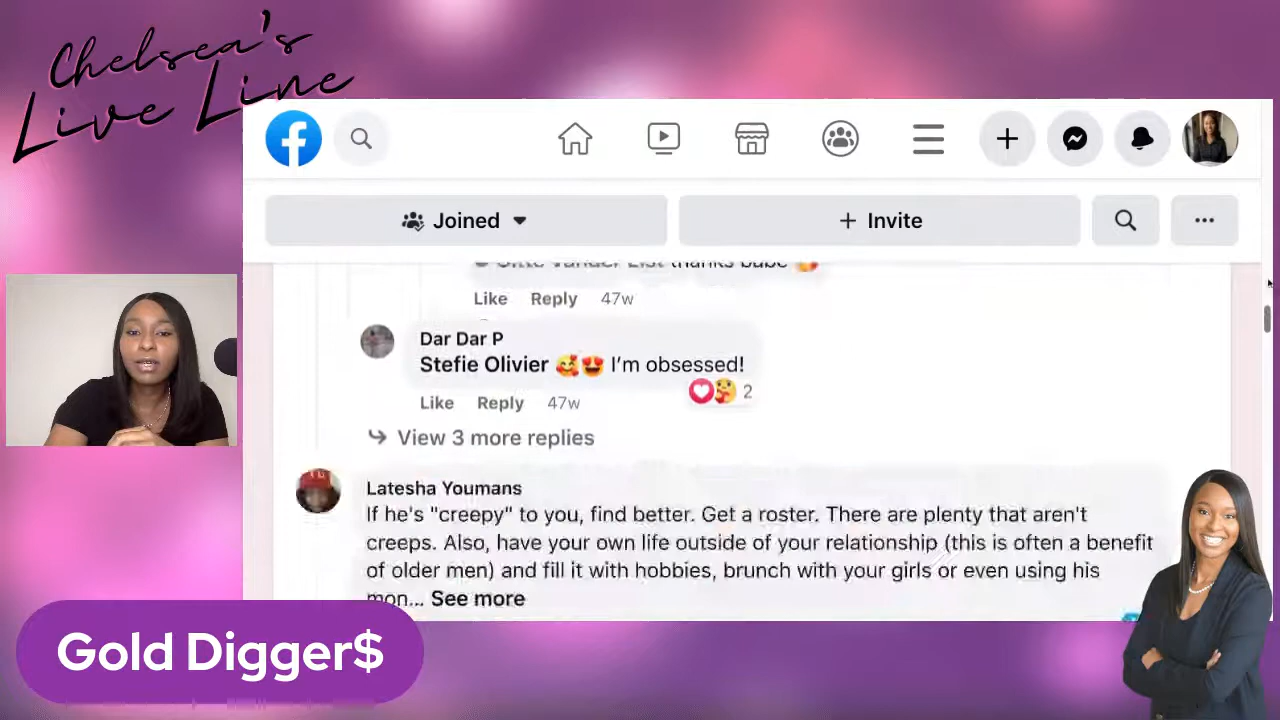 Chelsea's
Live Line
Joined
+ Invite
thanks babe
Like Reply 47w
Dar Dar P
Stefie Olivier 🥰😍 I'm obsessed!
2
Like Reply 47w
View 3 more replies
Latesha Youmans
If he's "creepy" to you, find better. Get a roster. There are plenty that aren't
creeps. Also, have your own life outside of your relationship (this is often a benefit
of older men) and fill it with hobbies, brunch with your girls or even using his
mon... See more
Gold Digger$